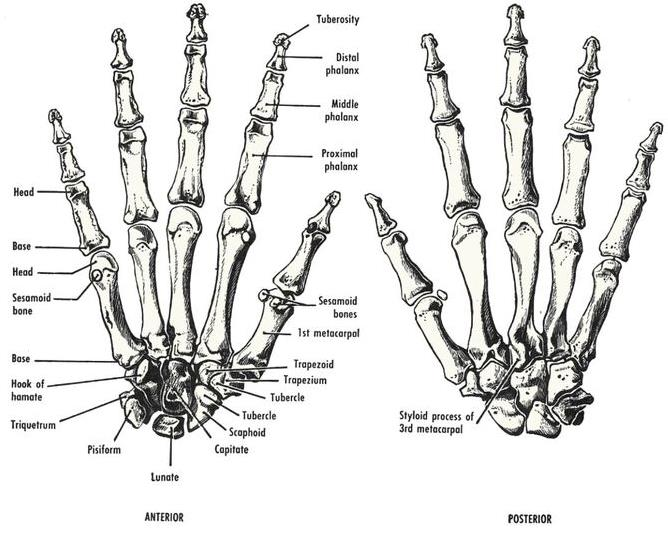 Tuberosity
Distal
phalanx
Middle
phalanx
Proximal
phalanx
Head
Base
Head
Sesamoid
bone
Sesamoid
bones
1st metacarpal
Base
Trapezoid
Hook of
hamate
Trapezium
Tubercle
Tubercle
Triquetrum
Scaphoid
Pisiform
Capitate
Lunate
Styloid process of
3rd metacarpal
ANTERIOR
POSTERIOR